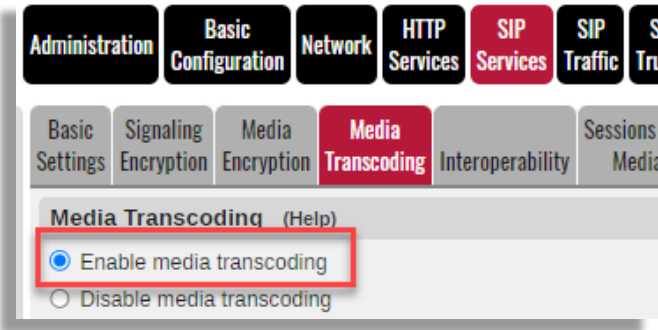 Administration
Basic Configuration
Network
HTTP Services
SIP Services
SIP Traffic
Basic Settings
Signaling Encryption
Media Encryption
Media Transcoding
Interoperability
Sessions
Media Transcoding (Help)
Enable media transcoding
Disable media transcoding